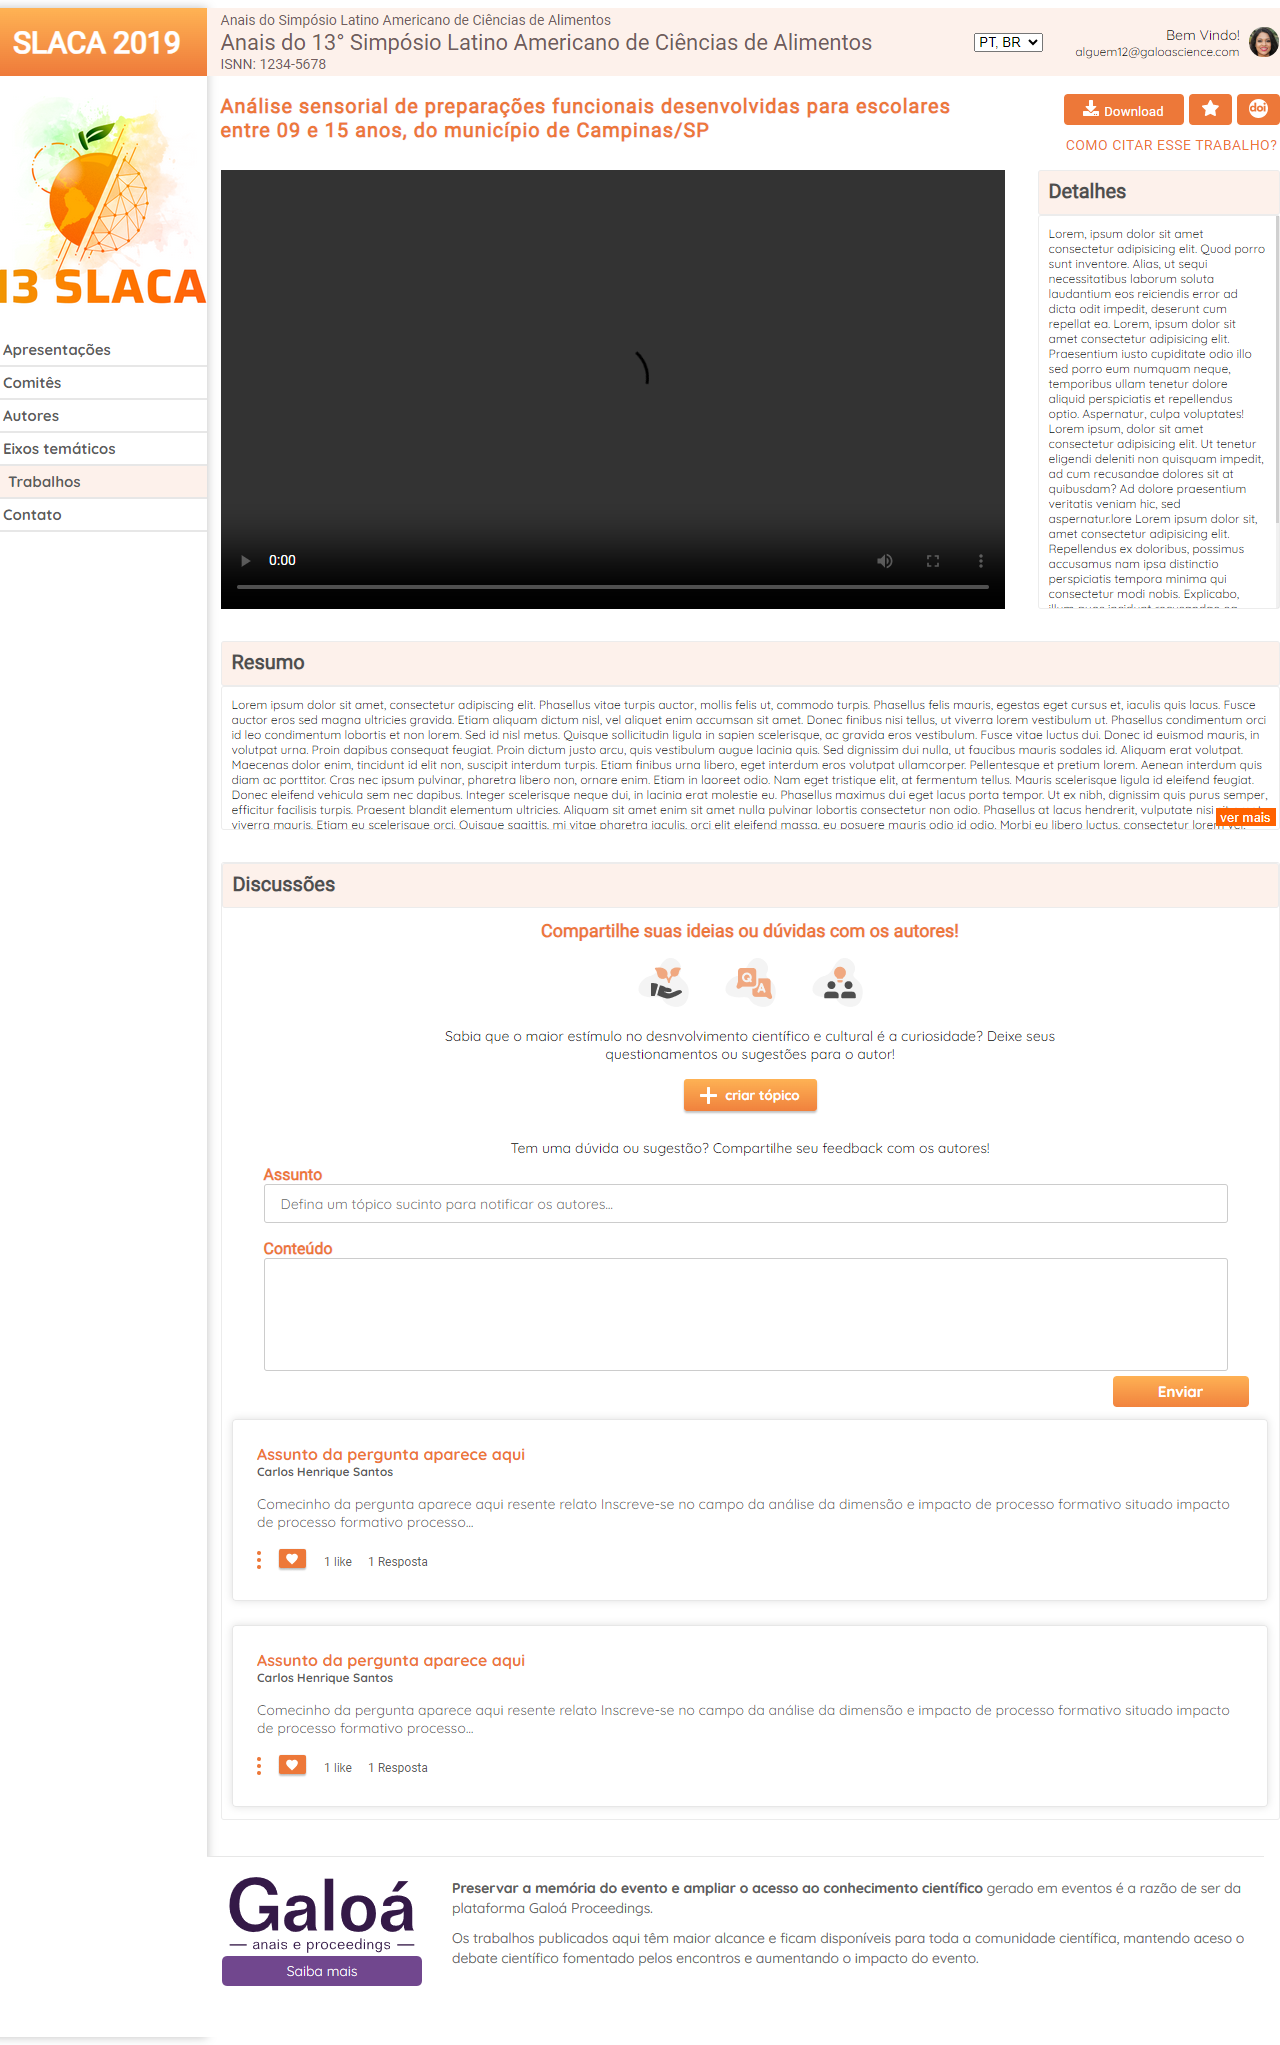 SLACA 2019
Anais do Simpósio Latino Americano de Ciências de Alimentos
Anais do 13° Simpósio Latino Americano de Ciências de Alimentos
ISNN: 1234-5678
PT, BR
Bem Vindo!
alguem12@galoascience.com
Análise sensorial de preparações funcionais desenvolvidas para escolares
entre 09 e 15 anos, do município de Campinas/SP
Download
doi
COMO CITAR ESSE TRABALHO?
13 SLACA
Apresentações
Comitês
Autores
Eixos temáticos
Trabalhos
Contato
0:00
Detalhes
Lorem, ipsum dolor sit amet
consectetur adipisicing elit. Quod porro
sunt inventore. Alias, ut sequi
necessitatibus laborum soluta
laudantium eos reiciendis error ad
dicta odit impedit, deserunt cum
repellat ea. Lorem, ipsum dolor sit
amet consectetur adipisicing elit.
Praesentium iusto cupiditate odio illo
sed porro eum numquam neque,
temporibus ullam tenetur dolore
aliquid perspiciatis et repellendus
optio. Aspernatur, culpa voluptates!
Lorem ipsum, dolor sit amet
consectetur adipisicing elit. Ut tenetur
eligendi deleniti non quisquam impedit,
ad cum recusandae dolores sit at
quibusdam? Ad dolore praesentium
veritatis veniam hic, sed
aspernatur.lore Lorem ipsum dolor sit,
amet consectetur adipisicing elit.
Repellendus ex doloribus, possimus
accusamus nam ipsa distinctio
perspiciatis tempora minima qui
consectetur modi nobis. Explicabo,
Resumo
Lorem ipsum dolor sit amet, consectetur adipiscing elit. Phasellus vitae turpis auctor, mollis felis ut, commodo turpis. Phasellus felis mauris, egestas eget cursus et, iaculis quis lacus. Fusce
auctor eros sed magna ultricies gravida. Etiam aliquam dictum nisl, vel aliquet enim accumsan sit amet. Donec finibus nisi tellus, ut viverra lorem vestibulum ut. Phasellus condimentum orci
id leo condimentum lobortis et non lorem. Sed id nisl metus. Quisque sollicitudin ligula in sapien scelerisque, ac gravida eros vestibulum. Fusce vitae luctus dui. Donec id euismod mauris, in
volutpat urna. Proin dapibus consequat feugiat. Proin dictum justo arcu, quis vestibulum augue lacinia quis. Sed dignissim dui nulla, ut faucibus mauris sodales id. Aliquam erat volutpat.
Maecenas dolor enim, tincidunt id elit non, suscipit interdum turpis. Etiam finibus urna libero, eget interdum eros volutpat ullamcorper. Pellentesque et pretium lorem. Aenean interdum quis
diam ac porttitor. Cras nec ipsum pulvinar, pharetra libero non, ornare enim. Etiam in laoreet odio. Nam eget tristique elit, at fermentum tellus. Mauris scelerisque ligula id eleifend feugiat.
Donec eleifend vehicula sem nec dapibus. Integer scelerisque neque dui, in lacinia erat molestie eu. Phasellus maximus dui eget lacus porta tempor. Ut ex nibh, dignissim quis purus semper,
efficitur facilisis turpis. Praesent blandit elementum ultricies. Aliquam sit amet enim sit amet nulla pulvinar lobortis consectetur non odio. Phasellus at lacus hendrerit, vulputate nisi
viverra mauris. Etiam eu scelerisque orci. Quisque sagittis, mi vitae pharetra iaculis, orci elit eleifend massa, eu posuere mauris odio id odio. Morbi eu libero luctus, consectetur lorem vel,
ver mais
Discussões
Compartilhe suas ideias ou dúvidas com os autores!
Q A
Sabia que o maior estímulo no desnvolvimento científico e cultural é a curiosidade? Deixe seus
questionamentos ou sugestões para o autor!
criar tópico
Tem uma dúvida ou sugestão? Compartilhe seu feedback com os autores!
Assunto
Defina um tópico sucinto para notificar os autores...
Conteúdo
Enviar
Assunto da pergunta aparece aqui
Carlos Henrique Santos
Comecinho da pergunta aparece aqui resente relato Inscreve-se no campo da análise da dimensão e impacto de processo formativo situado impacto
de processo formativo processo...
1 like 1 Resposta
Assunto da pergunta aparece aqui
Carlos Henrique Santos
Comecinho da pergunta aparece aqui resente relato Inscreve-se no campo da análise da dimensão e impacto de processo formativo situado impacto
de processo formativo processo...
1 like 1 Resposta
Galoá
anais e proceedings
Saiba mais
Preservar a memória do evento e ampliar o acesso ao conhecimento científico gerado em eventos é a razão de ser da
plataforma Galoá Proceedings.
Os trabalhos publicados aqui têm maior alcance e ficam disponíveis para toda a comunidade científica, mantendo aceso o
debate científico fomentado pelos encontros e aumentando o impacto do evento.